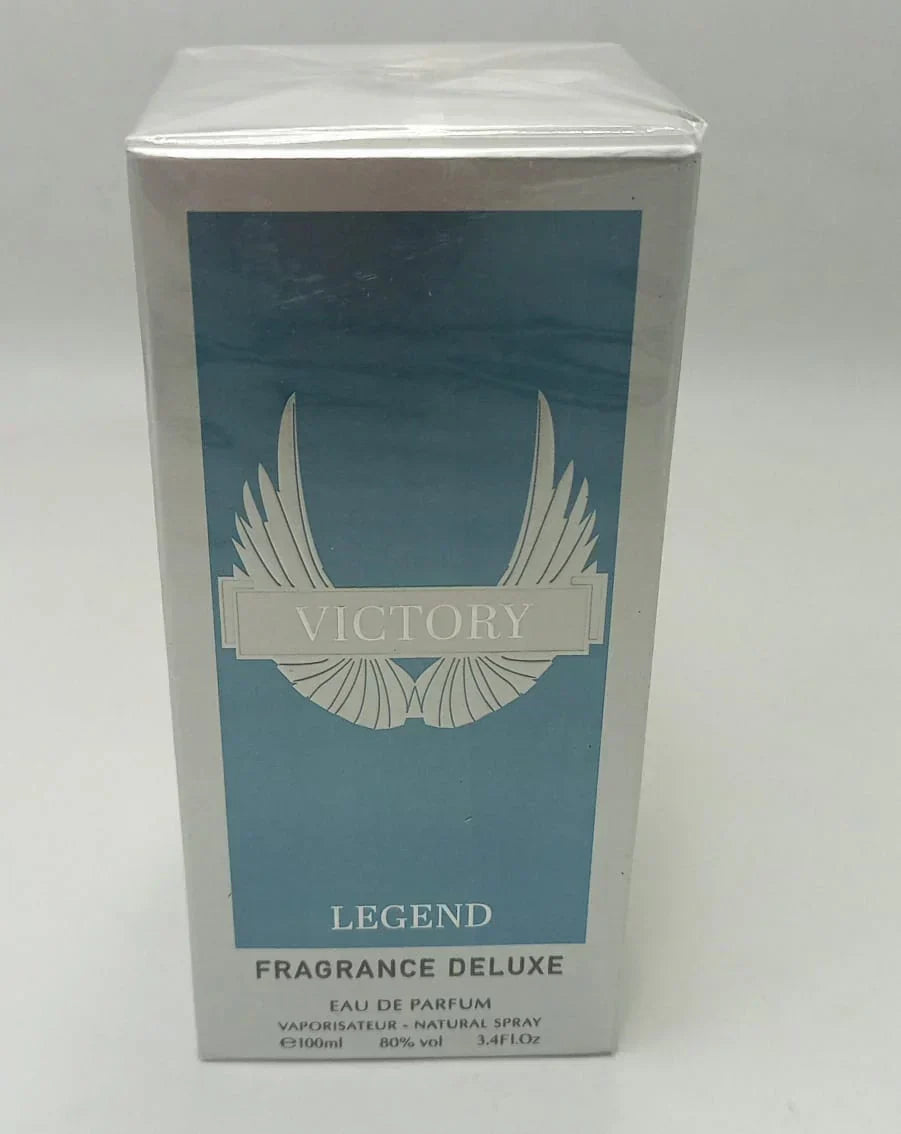 VICTORY
LEGEND
FRAGRANCE DELUXE
EAU DE PARFUM
VAPORISATEUR - NATURAL SPRAY
℮100ml 80% vol 3.4Fl.Oz